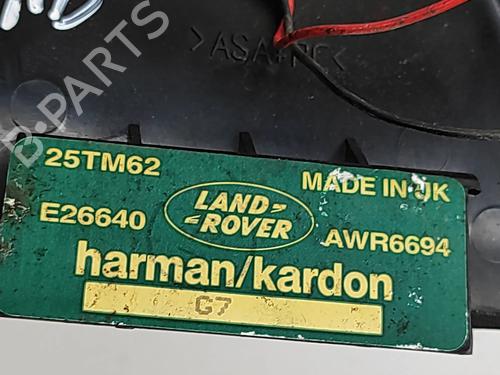 >ASA+PC<
B-PARTS
25TM62
MADE IN UK
LAND
ROVER
E26640
AWR6694
harman/kardon
G7